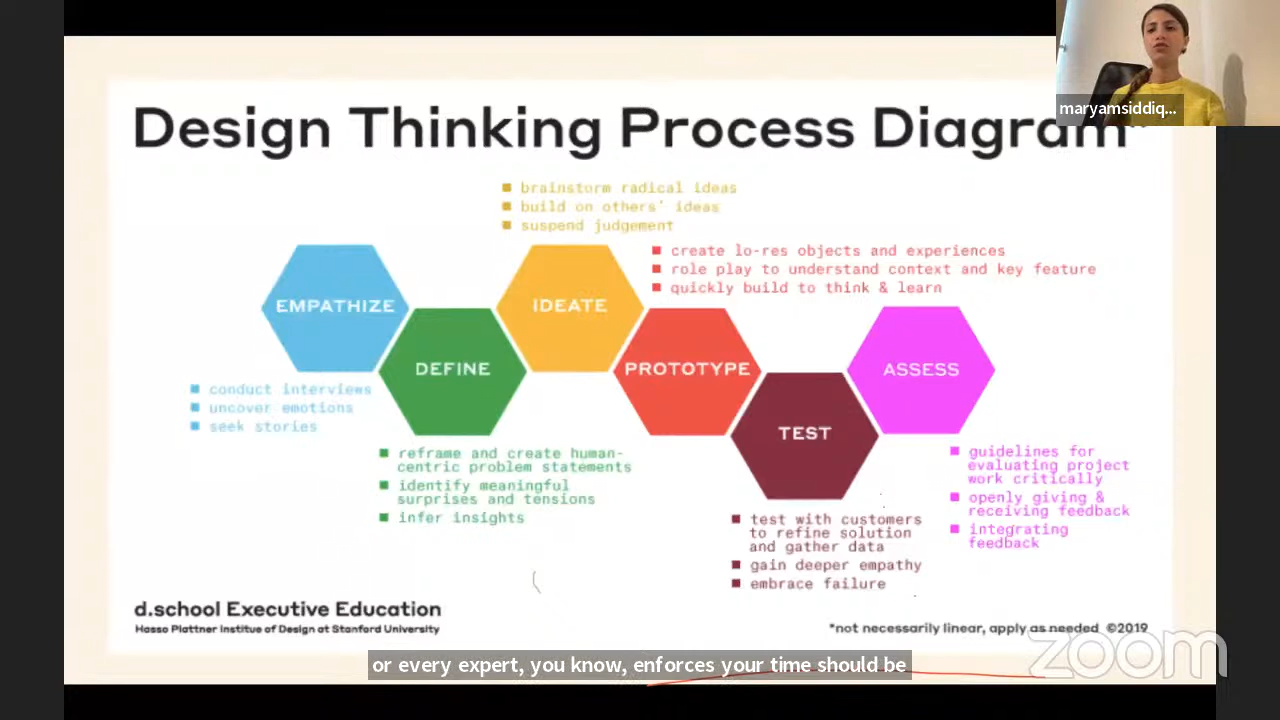 Design Thinking Process Diagram*
maryamsiddiq...
brainstorm radical ideas
build on others' ideas
suspend judgement
create lo-res objects and experiences
role play to understand context and key feature
quickly build to think & learn
EMPATHIZE
IDEATE
DEFINE
PROTOTYPE
ASSESS
TEST
conduct interviews
uncover emotions
seek stories
reframe and create human-
centric problem statements
identify meaningful
surprises and tensions
infer insights
guidelines for
evaluating project
work critically
openly giving &
receiving feedback
integrating
feedback
test with customers
to refine solution
and gather data
gain deeper empathy
embrace failure
d.school Executive Education
Hasso Plattner Institue of Design at Stanford University
*not necessarily linear, apply as needed ©2019
zoom
or every expert, you know, enforces your time should be